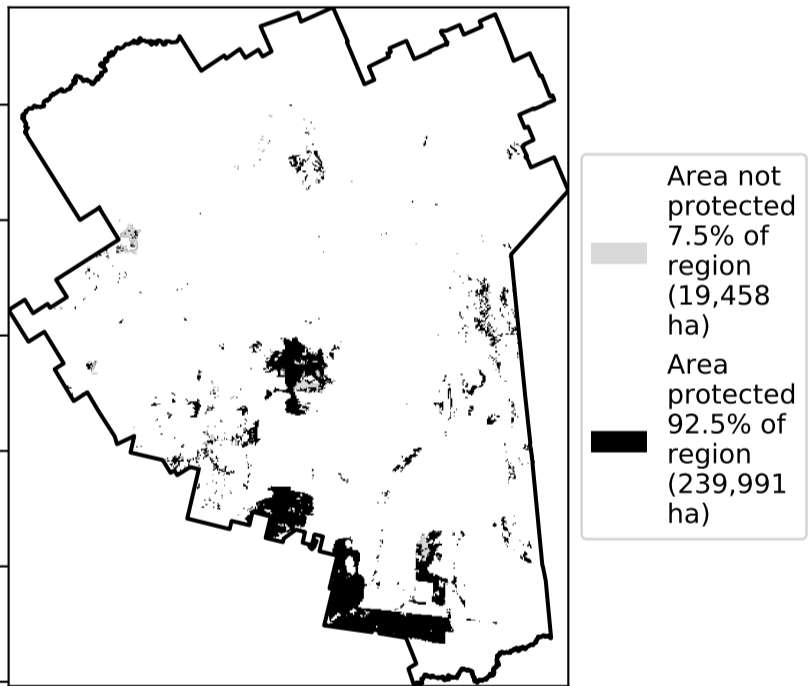 Area not
protected
7.5% of
region
(19,458
ha)
Area
protected
92.5% of
region
(239,991
ha)